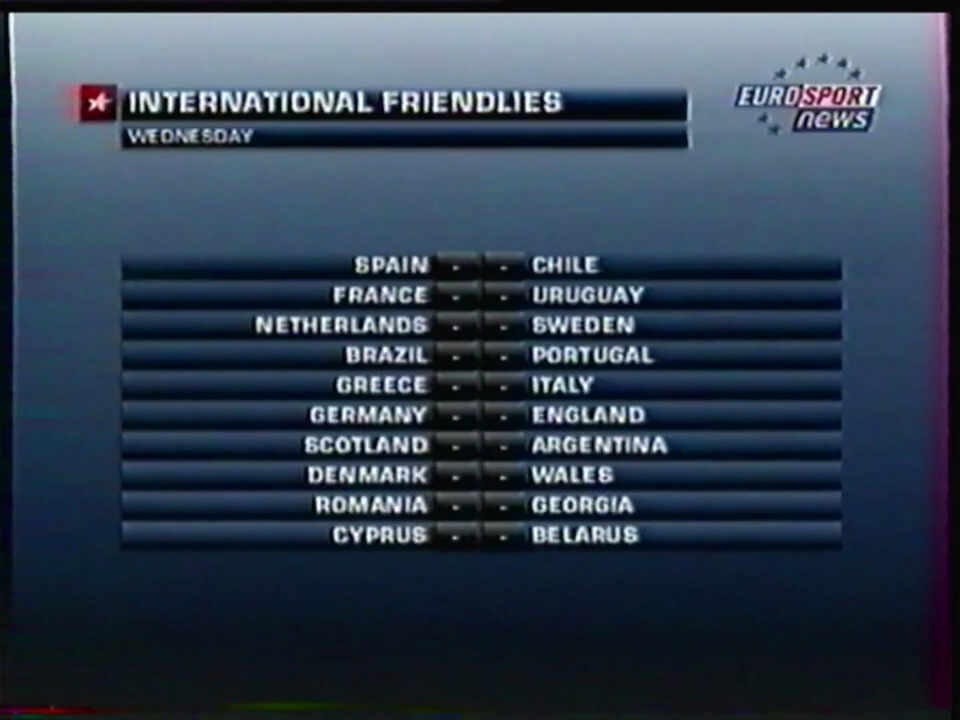 INTERNATIONAL FRIENDLIES
WEDNESDAY
EUROSPORT
news
SPAIN - - CHILE
FRANCE - - URUGUAY
NETHERLANDS - - SWEDEN
BRAZIL - - PORTUGAL
GREECE - - ITALY
GERMANY - - ENGLAND
SCOTLAND - - ARGENTINA
DENMARK - - WALES
ROMANIA - - GEORGIA
CYPRUS - - BELARUS